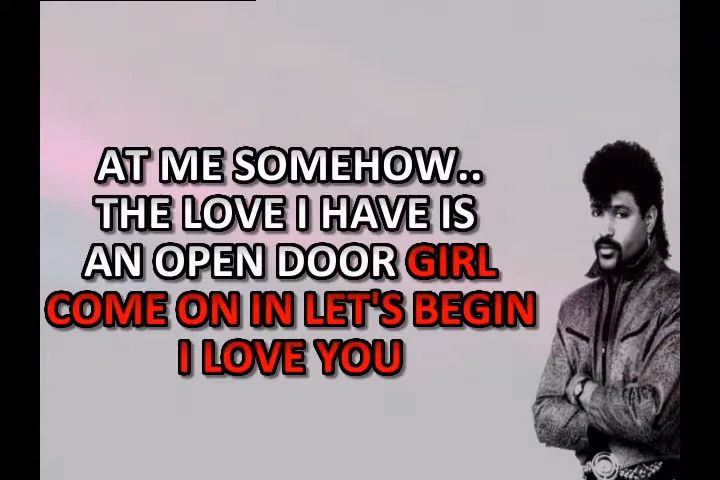 AT ME SOMEHOW..
THE LOVE I HAVE IS
AN OPEN DOOR GIRL
COME ON IN LET'S BEGIN
I LOVE YOU